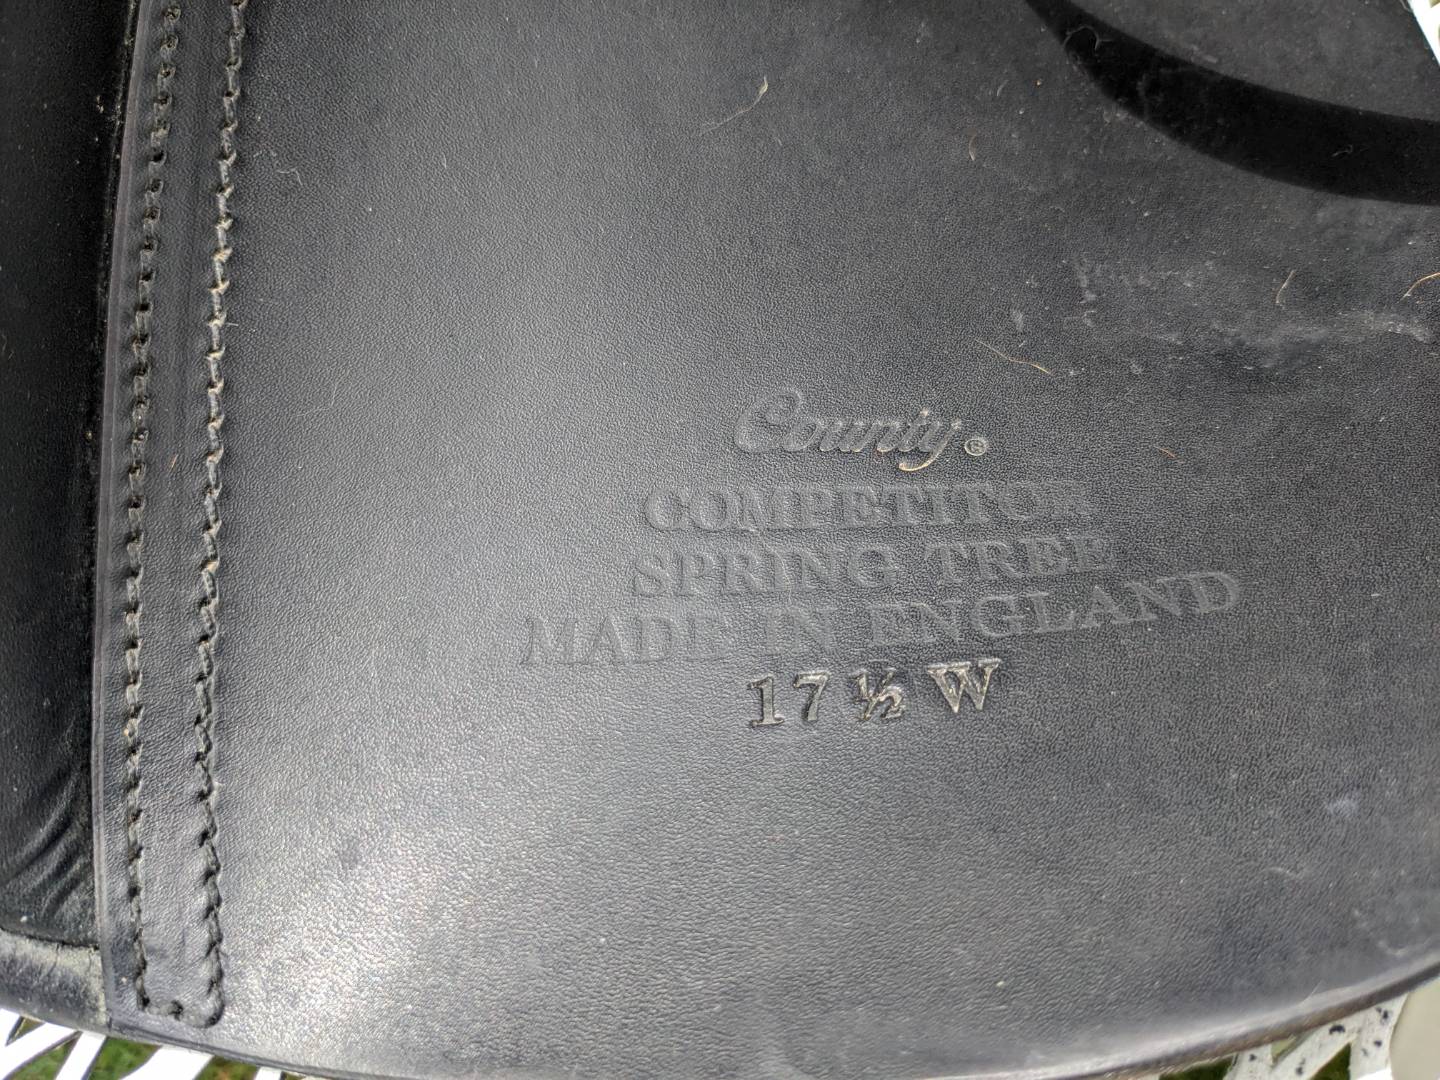 County®
COMPETITOR
SPRING TREE
MADE IN ENGLAND
17 ½ W